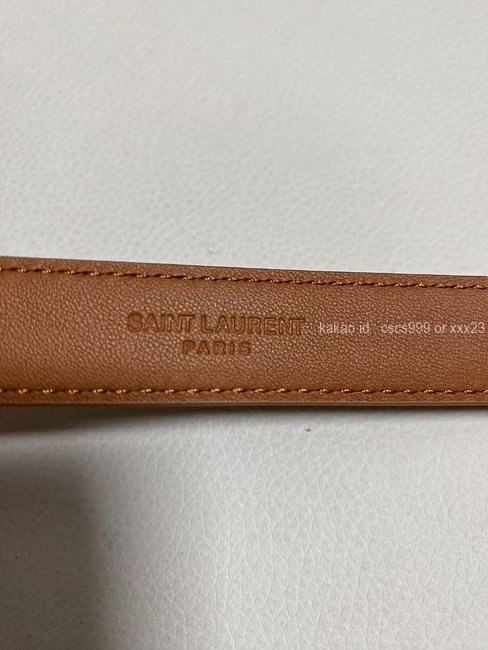 SAINT LAURENT
PARIS
kakao id : cscs999 or xxx23